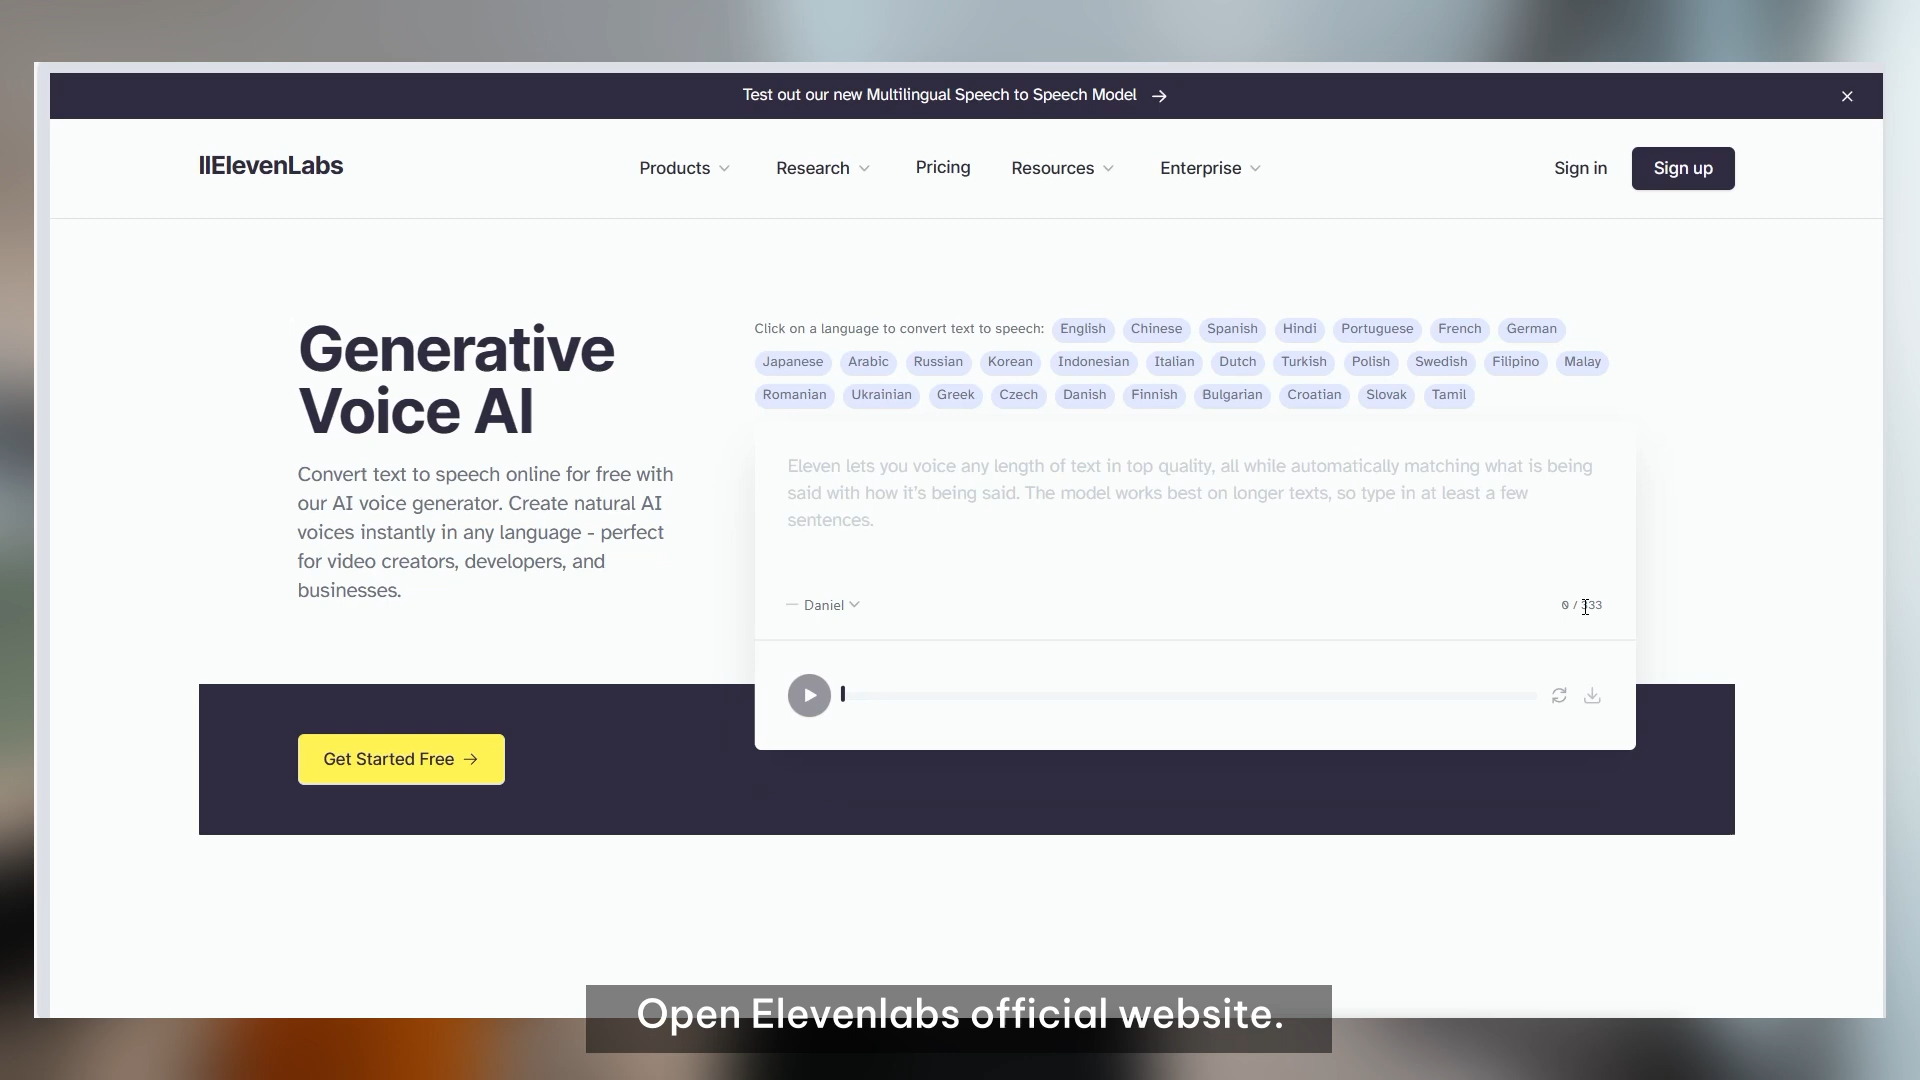 Test out our new Multilingual Speech to Speech Model →
IIElevenLabs
Products
Research
Pricing
Resources
Enterprise
Sign in
Sign up
Generative
Voice AI
Convert text to speech online for free with
our AI voice generator. Create natural AI
voices instantly in any language - perfect
for video creators, developers, and
businesses.
Click on a language to convert text to speech: English Chinese Spanish Hindi Portuguese French German
Japanese Arabic Russian Korean Indonesian Italian Dutch Turkish Polish Swedish Filipino Malay
Romanian Ukrainian Greek Czech Danish Finnish Bulgarian Croatian Slovak Tamil
Eleven lets you voice any length of text in top quality, all while automatically matching what is being
said with how it's being said. The model works best on longer texts, so type in at least a few
sentences.
— Daniel
0 / 333
Get Started Free →
Open Elevenlabs official website.